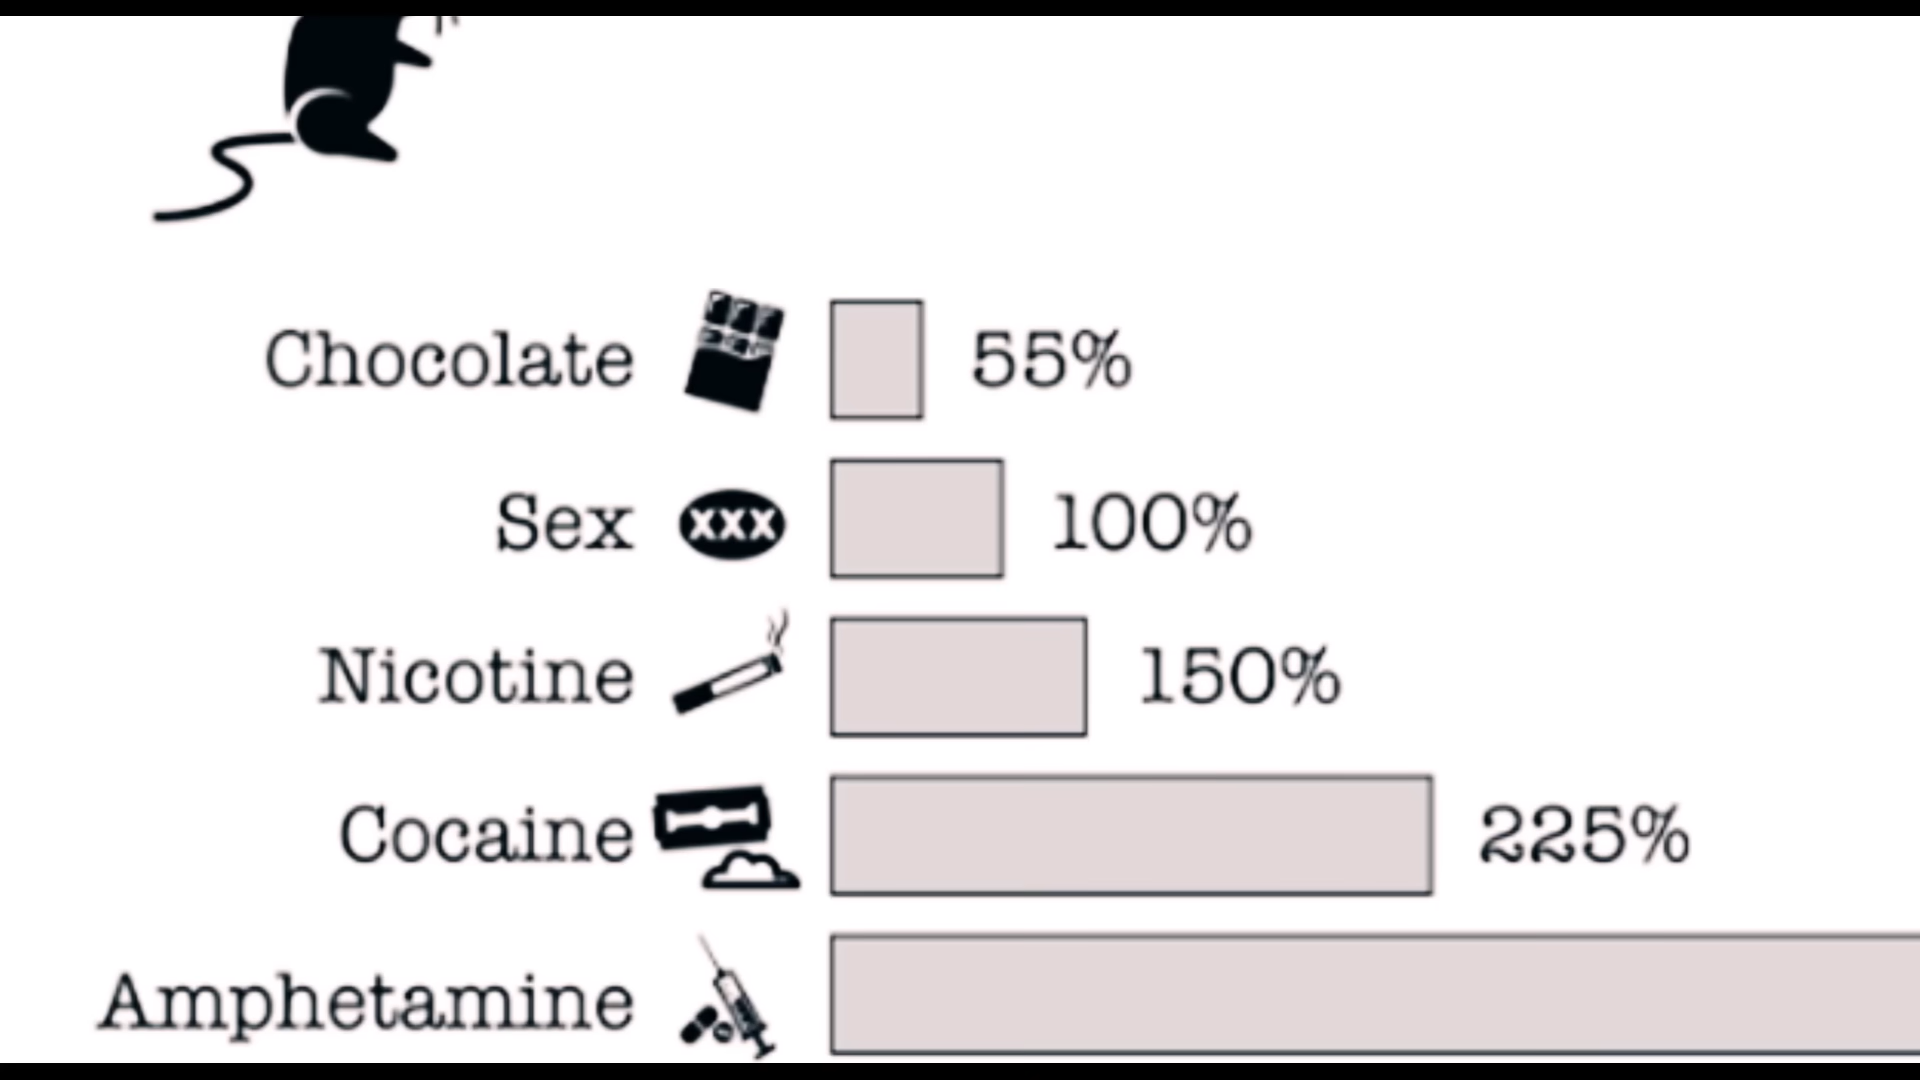 Chocolate 55%
Sex XXX 100%
Nicotine 150%
Cocaine 225%
Amphetamine